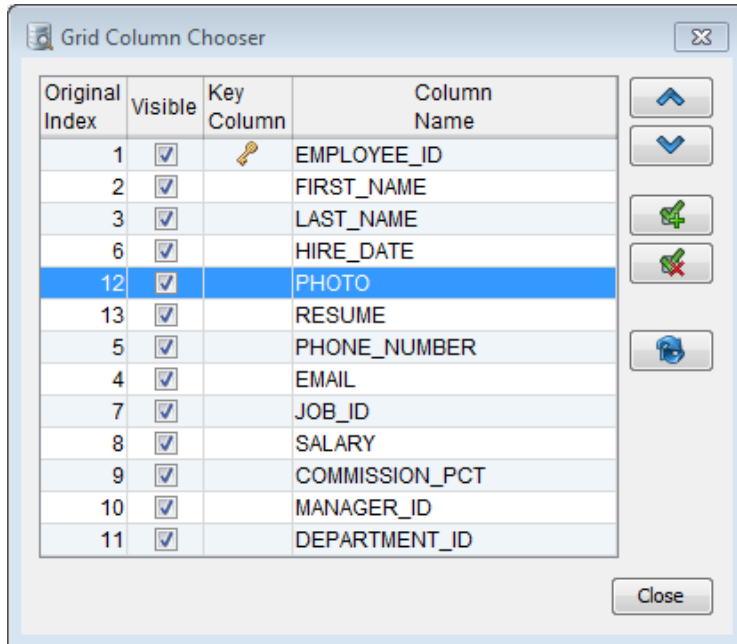 Grid Column Chooser
Original Index Visible Key Column Column Name
1 EMPLOYEE_ID
2 FIRST_NAME
3 LAST_NAME
6 HIRE_DATE
12 PHOTO
13 RESUME
5 PHONE_NUMBER
4 EMAIL
7 JOB_ID
8 SALARY
9 COMMISSION_PCT
10 MANAGER_ID
11 DEPARTMENT_ID
Close